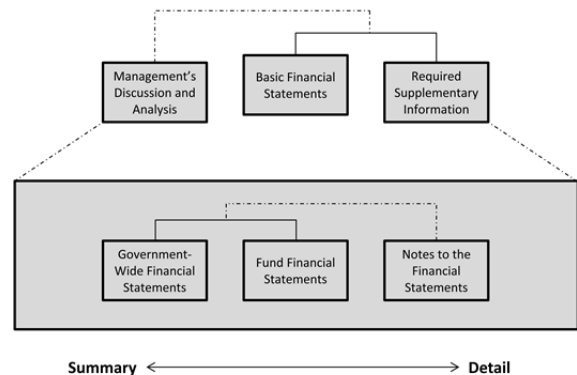 Management's
Discussion and
Analysis
Basic Financial
Statements
Required
Supplementary
Information
Government-
Wide Financial
Statements
Fund Financial
Statements
Notes to the
Financial
Statements
Summary
Detail